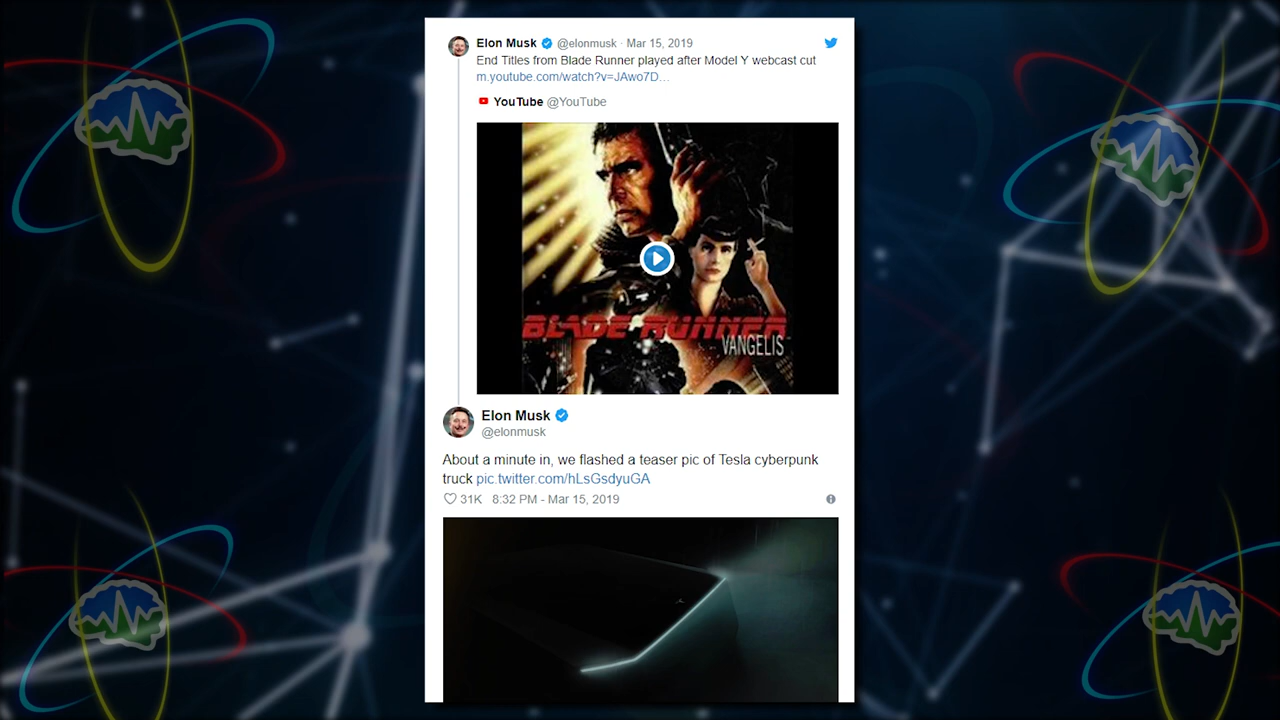 Elon Musk @elonmusk · Mar 15, 2019
End Titles from Blade Runner played after Model Y webcast cut
m.youtube.com/watch?v=JAwo7D…
YouTube @YouTube
BLADE RUNNER
VANGELIS
Elon Musk
@elonmusk
About a minute in, we flashed a teaser pic of Tesla cyberpunk
truck pic.twitter.com/hLsGsdyuGA
31K 8:32 PM - Mar 15, 2019